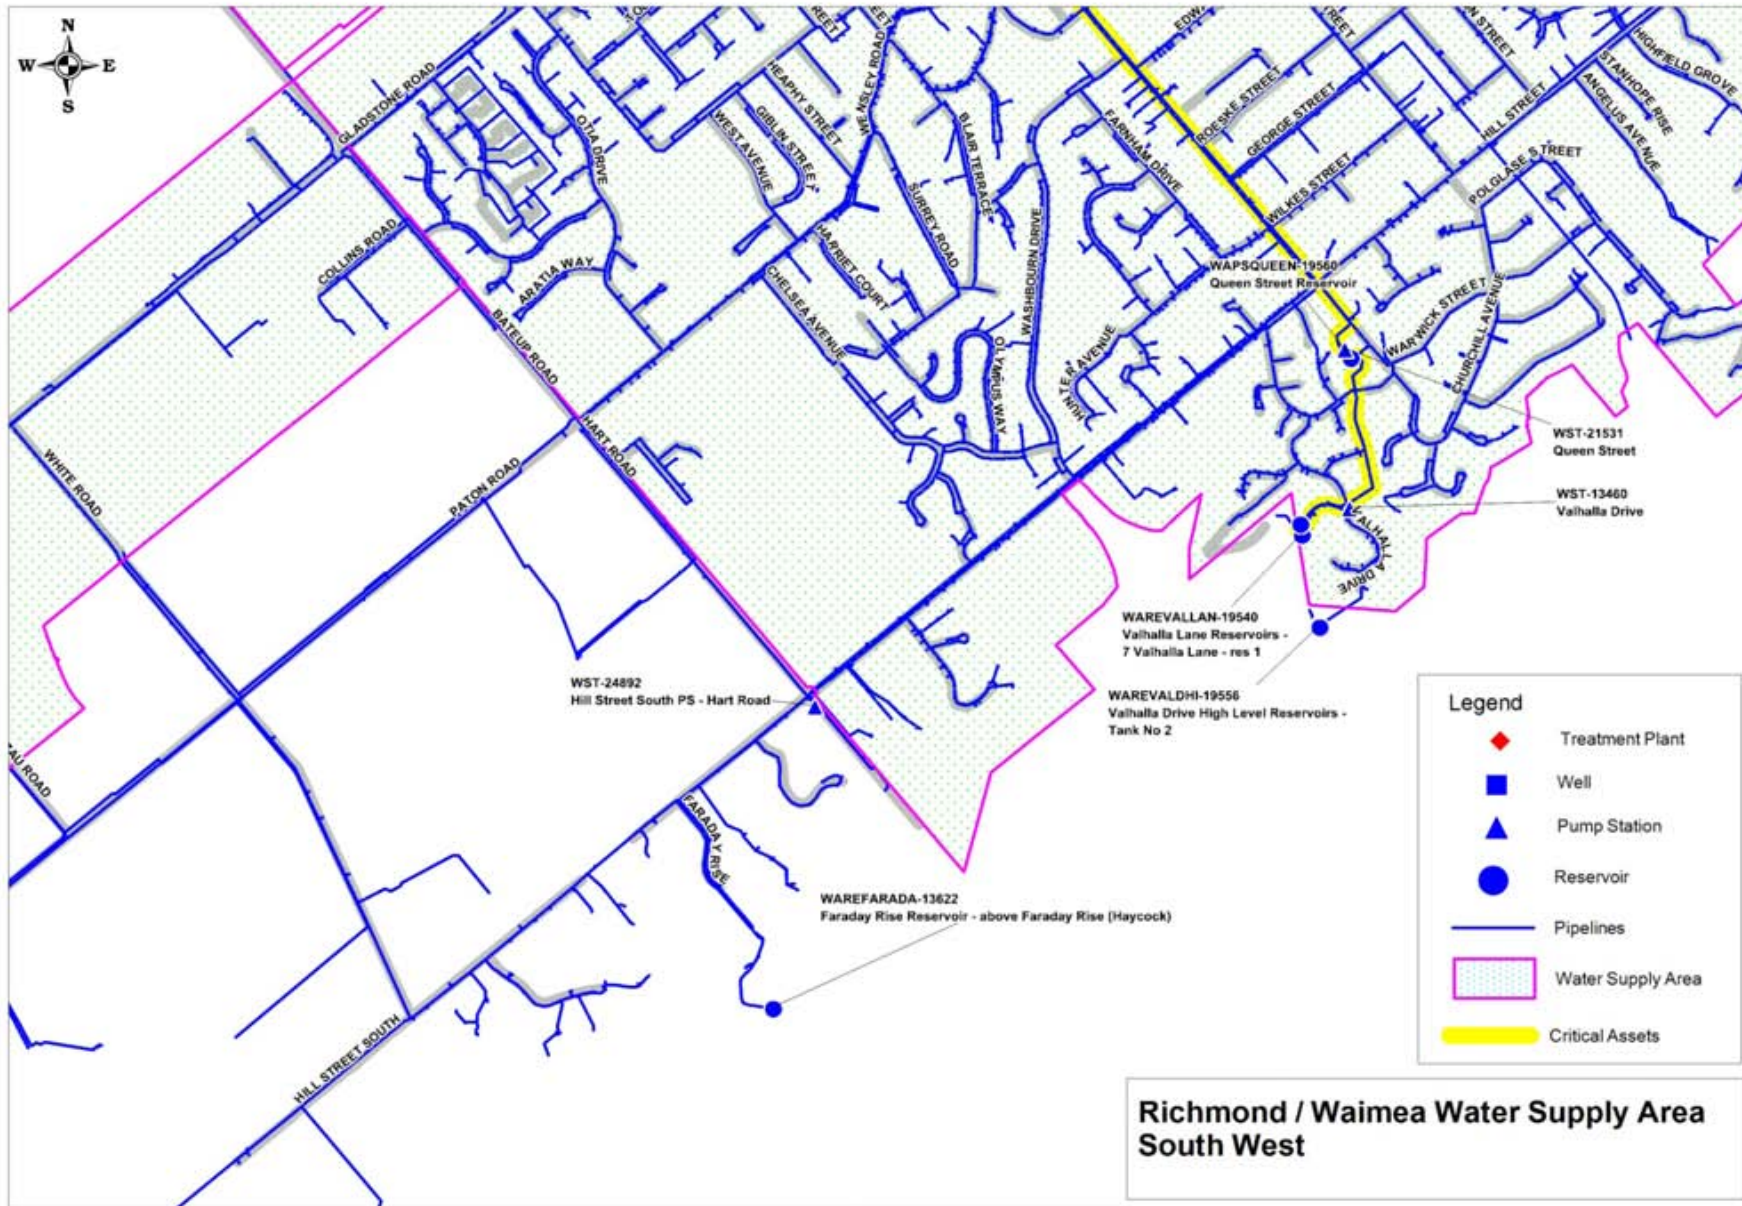 N
W
E
S
GLADSTONE ROAD
OTIA DRIVE
WEST AVENUE
GIBLIN STREET
HEAPHY STREET
WENSLEY ROAD
SURREY ROAD
BLAIR TERRACE
WASHBOURN DRIVE
FARNHAM DRIVE
ROESKE STREET
GEORGE STREET
WILKES STREET
HILL STREET
POLGLASE STREET
ANGELUS AVENUE
STANHOPE RISE
HIGHFIELD GROVE
COLLINS ROAD
ARATIA WAY
BATEUP ROAD
HARRIET COURT
CHELSEA AVENUE
OLYMPUS WAY
HUNTER AVENUE
WARWICK STREET
CHURCHILL AVENUE
WAPSQUEEN-19560
Queen Street Reservoir
WST-21531
Queen Street
WST-13460
Valhalla Drive
VALHALLA DRIVE
HART ROAD
PATON ROAD
WHITE ROAD
WAREVALLAN-19540
Valhalla Lane Reservoirs -
7 Valhalla Lane - res 1
WAREVALDHI-19556
Valhalla Drive High Level Reservoirs -
Tank No 2
WST-24892
Hill Street South PS - Hart Road
FARADAY RISE
WAREFARADA-13622
Faraday Rise Reservoir - above Faraday Rise (Haycock)
HILL STREET SOUTH
Legend
Treatment Plant
Well
Pump Station
Reservoir
Pipelines
Water Supply Area
Critical Assets
Richmond / Waimea Water Supply Area
South West